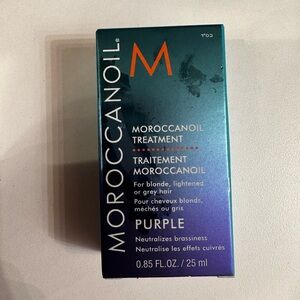 MOROCCANOIL®
M
MOROCCANOIL
TREATMENT
TRAITEMENT
MOROCCANOIL
For blonde, lightened
or grey hair
Pour cheveux blonds,
méchés ou gris
PURPLE
Neutralizes brassiness
Neutralise les effets cuivrés
0.85 FL.OZ. / 25 ml